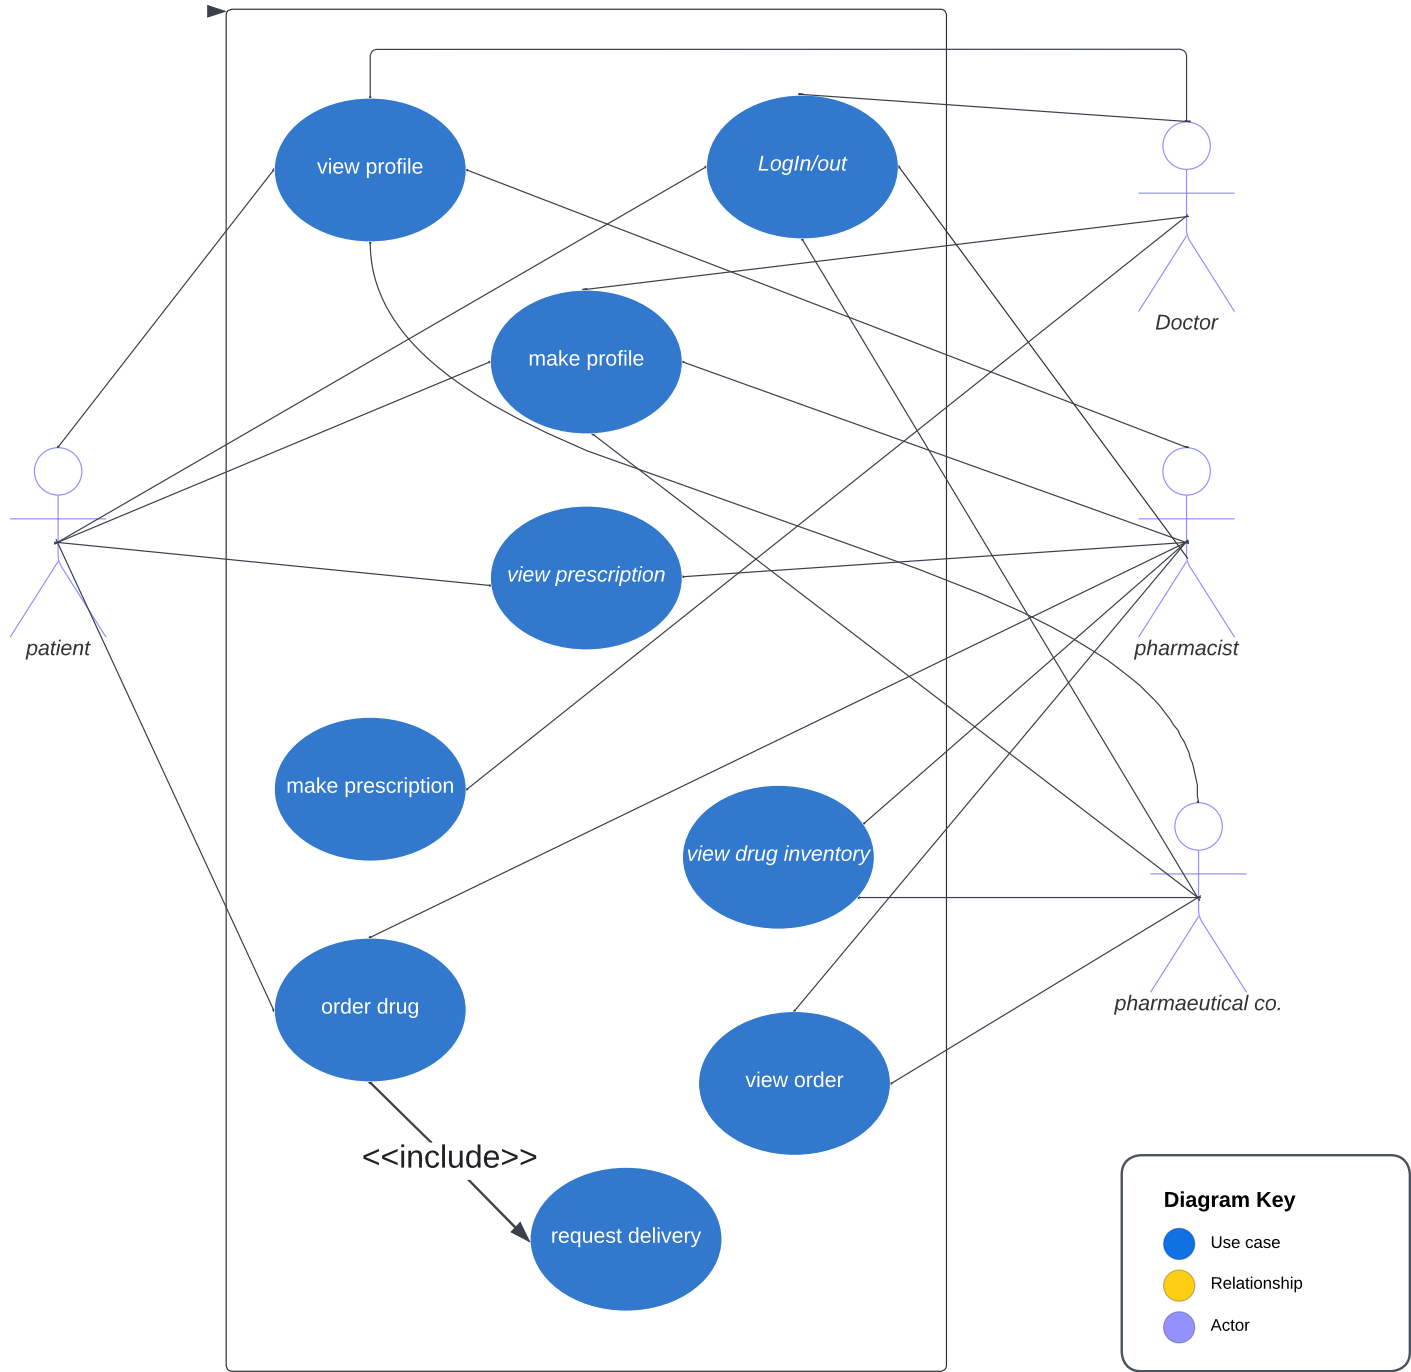 view profile
LogIn/out
Doctor
make profile
view prescription
patient
pharmacist
make prescription
view drug inventory
order drug
pharmaeutical co.
view order
<<include>>
request delivery
Diagram Key
Use case
Relationship
Actor